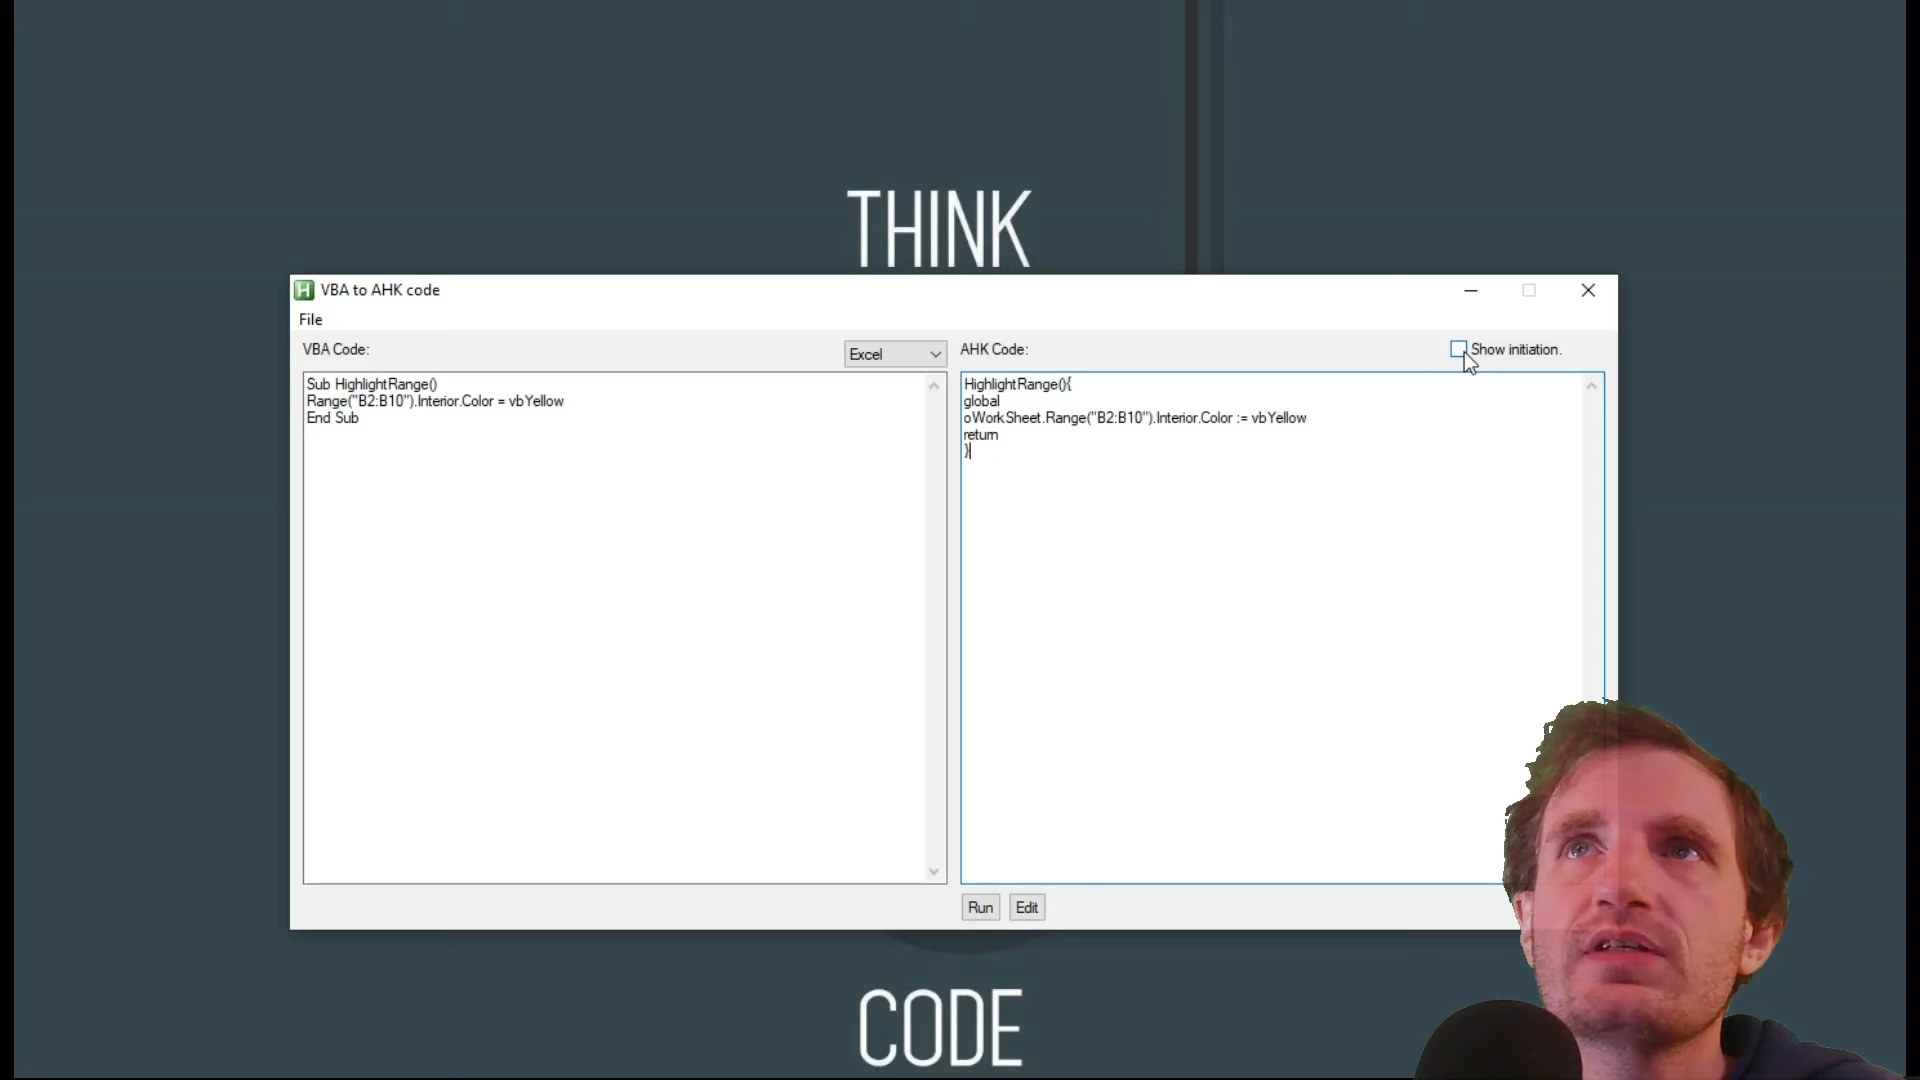 THINK
VBA to AHK code
File
VBA Code:
Excel
AHK Code:
Show initiation.
Sub HighlightRange()
Range("B2:B10").Interior.Color = vbYellow
End Sub
HighlightRange(){
global
oWorkSheet.Range("B2:B10").Interior.Color := vbYellow
return
}
Run
Edit
CODE